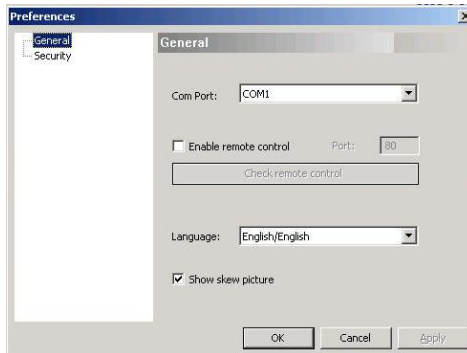 Preferences
General
Security
General
Com Port: COM1
Enable remote control Port: 80
Check remote control
Language: English/English
Show skew picture
OK Cancel Apply